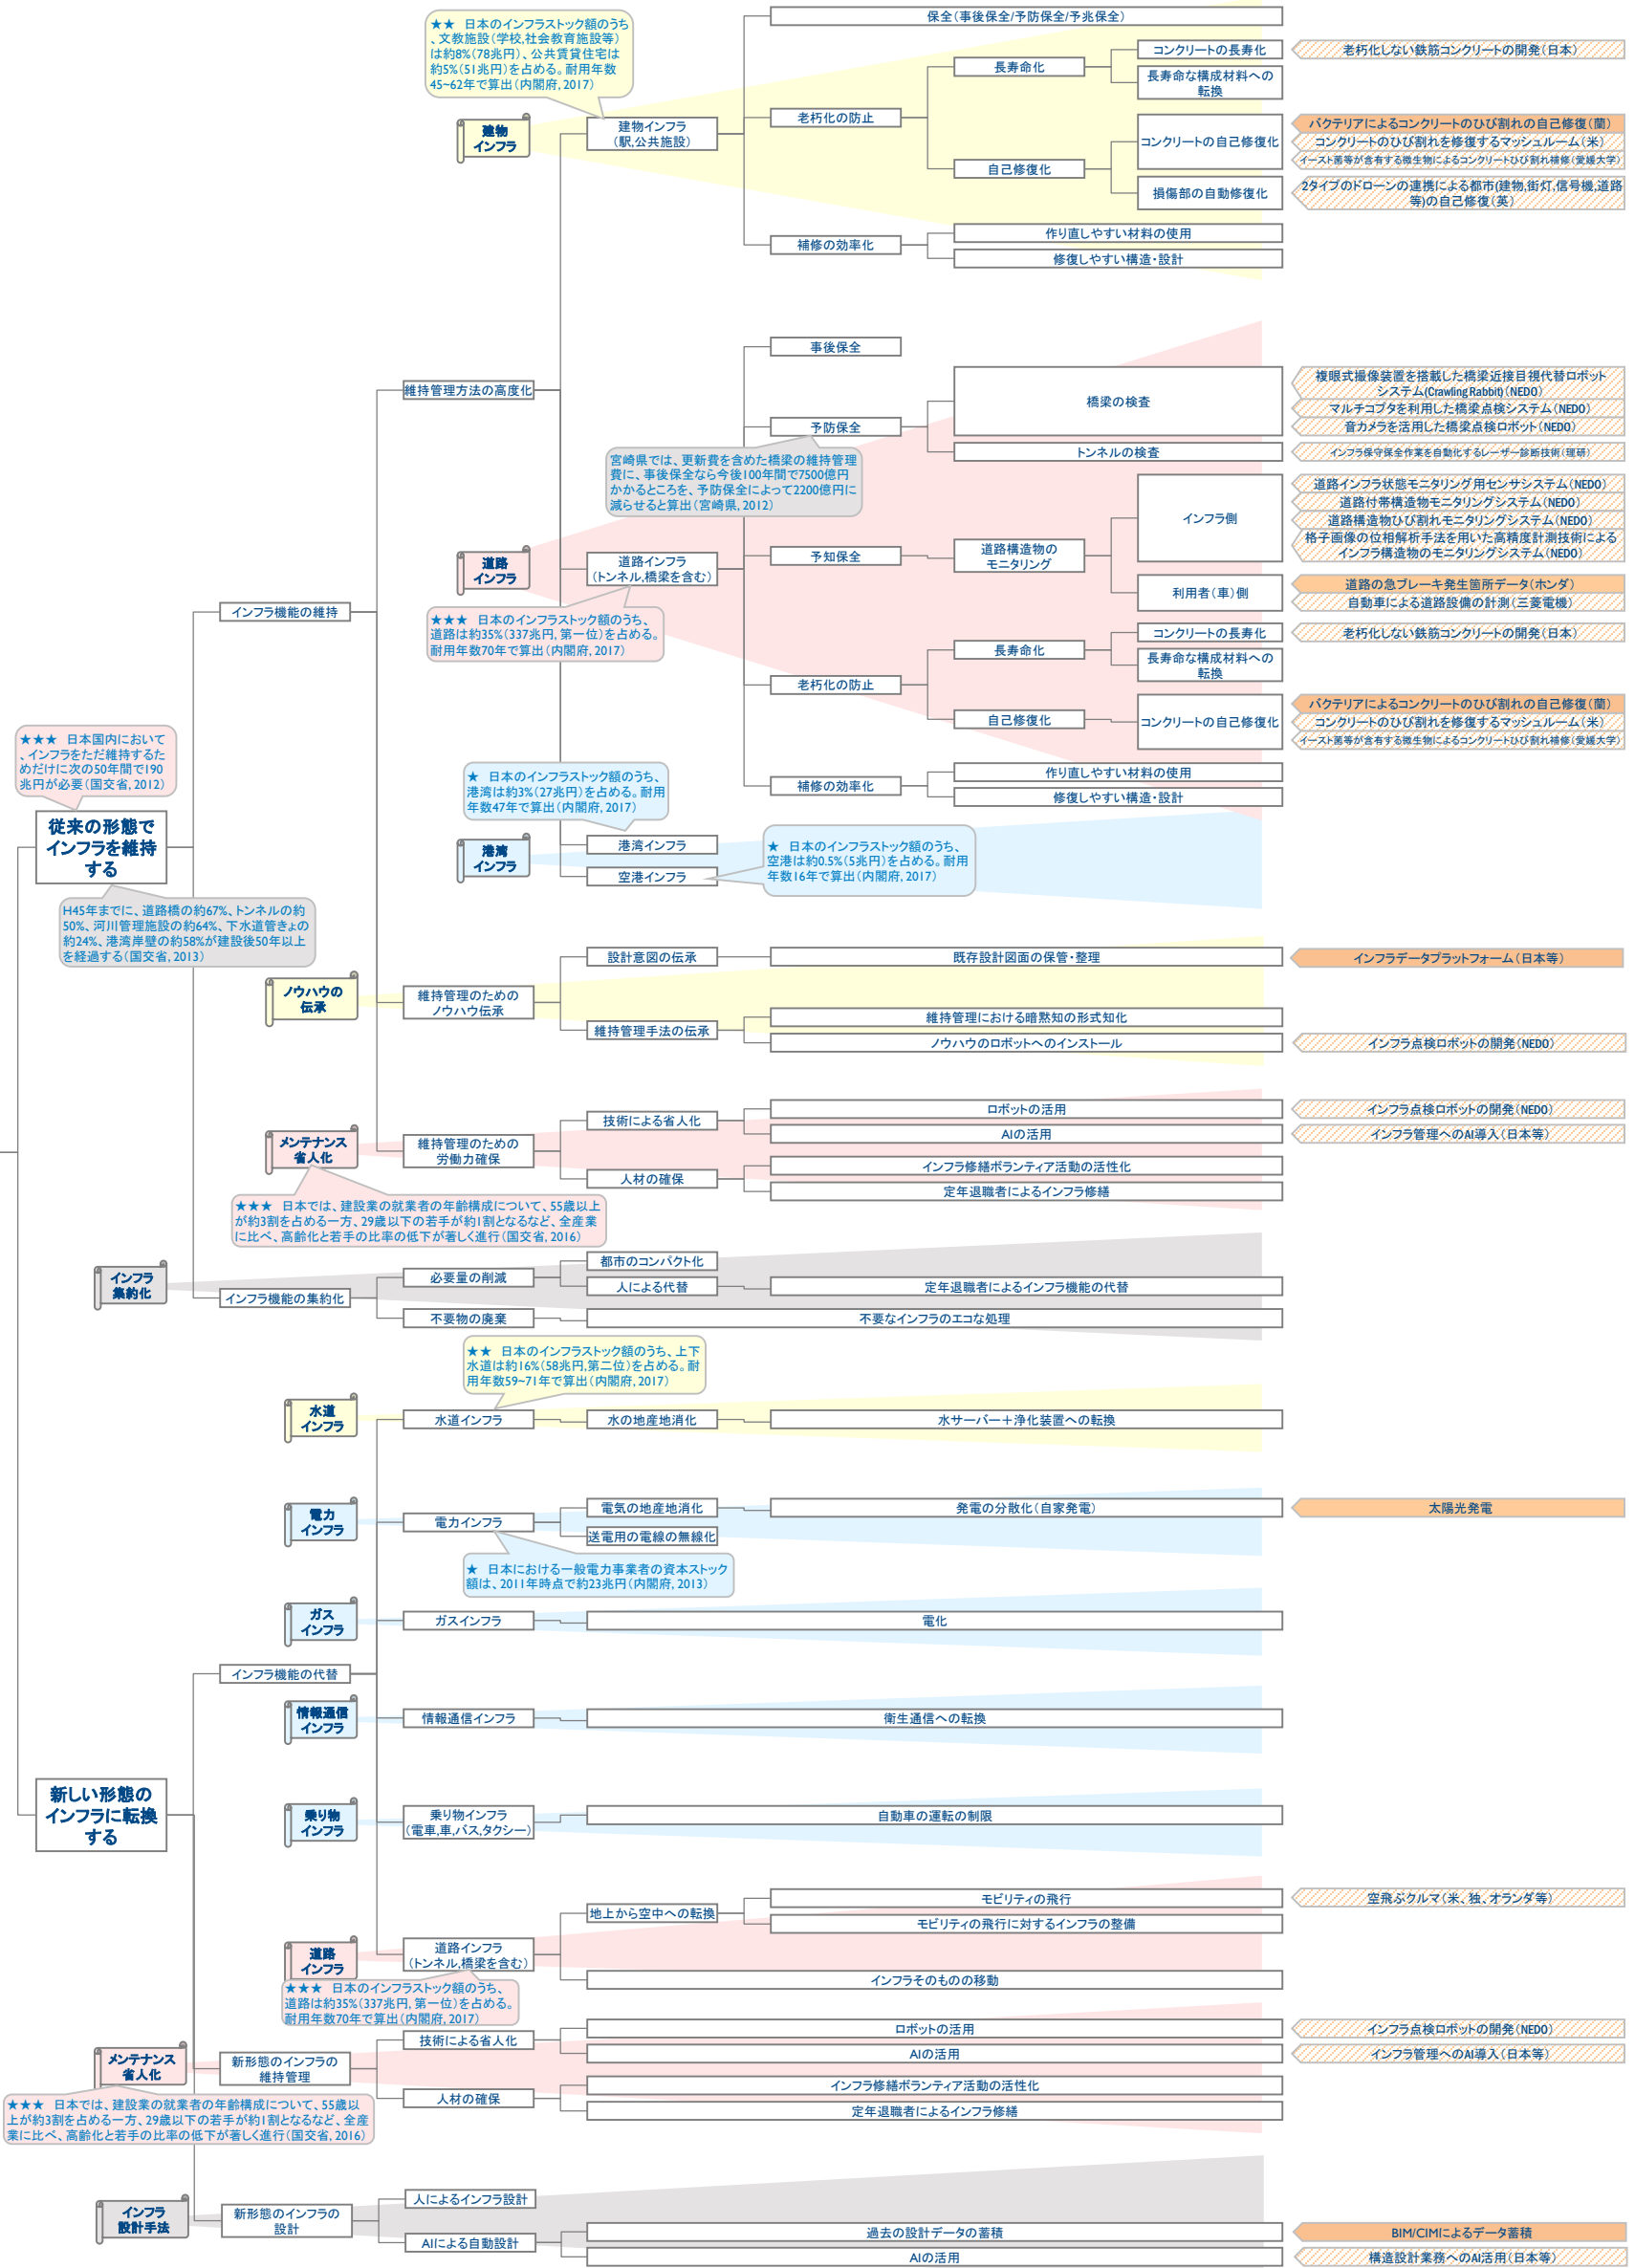 ★★ 日本のインフラストック額のうち
、文教施設(学校,社会教育施設等)
は約8%(78兆円)、公共賃貸住宅は
約5%(51兆円)を占める。耐用年数
45~62年で算出(内閣府,2017)
建物
インフラ
建物インフラ
(駅,公共施設)
保全(事後保全/予防保全/予兆保全)
老朽化の防止
長寿命化
コンクリートの長寿化
老朽化しない鉄筋コンクリートの開発(日本)
長寿命な構成材料への
転換
自己修復化
コンクリートの自己修復化
バクテリアによるコンクリートのひび割れの自己修復(蘭)
コンクリートのひび割れを修復するマッシュルーム(米)
イースト菌等が含有する微生物によるコンクリートひび割れ補修(愛媛大学)
損傷部の自動修復化
2タイプのドローンの連携による都市(建物,街灯,信号機,道路
等)の自己修復(英)
補修の効率化
作り直しやすい材料の使用
修復しやすい構造・設計
維持管理方法の高度化
事後保全
予防保全
橋梁の検査
複眼式撮像装置を搭載した橋梁近接目視代替ロボット
システム(Crawling Rabbit)(NEDO)
マルチコプタを利用した橋梁点検システム(NEDO)
音カメラを活用した橋梁点検ロボット(NEDO)
トンネルの検査
インフラ保守保全作業を自動化するレーザー診断技術(理研)
宮崎県では、更新費を含めた橋梁の維持管理
費に、事後保全なら今後100年間で7500億円
かかるところを、予防保全によって2200億円に
減らせると算出(宮崎県,2012)
道路
インフラ
道路インフラ
(トンネル,橋梁を含む)
予知保全
道路構造物の
モニタリング
インフラ側
道路インフラ状態モニタリング用センサシステム(NEDO)
道路付帯構造物モニタリングシステム(NEDO)
道路構造物ひび割れモニタリングシステム(NEDO)
格子画像の位相解析手法を用いた高精度計測技術による
インフラ構造物のモニタリングシステム(NEDO)
利用者(車)側
道路の急ブレーキ発生箇所データ(ホンダ)
自動車による道路設備の計測(三菱電機)
★★★ 日本のインフラストック額のうち、
道路は約35%(337兆円,第一位)を占める。
耐用年数70年で算出(内閣府,2017)
インフラ機能の維持
老朽化の防止
長寿命化
コンクリートの長寿化
老朽化しない鉄筋コンクリートの開発(日本)
長寿命な構成材料への
転換
自己修復化
コンクリートの自己修復化
バクテリアによるコンクリートのひび割れの自己修復(蘭)
コンクリートのひび割れを修復するマッシュルーム(米)
イースト菌等が含有する微生物によるコンクリートひび割れ補修(愛媛大学)
補修の効率化
作り直しやすい材料の使用
修復しやすい構造・設計
★★★ 日本国内において
、インフラをただ維持するた
めだけに次の50年間で190
兆円が必要(国交省,2012)
従来の形態で
インフラを維持
する
H45年までに、道路橋の約67%、トンネルの約
50%、河川管理施設の約64%、下水道管きょの
約24%、港湾岸壁の約58%が建設後50年以上
を経過する(国交省,2013)
★ 日本のインフラストック額のうち、
港湾は約3%(27兆円)を占める。耐用
年数47年で算出(内閣府,2017)
港湾
インフラ
港湾インフラ
空港インフラ
★ 日本のインフラストック額のうち、
空港は約0.5%(5兆円)を占める。耐用
年数16年で算出(内閣府,2017)
ノウハウの
伝承
維持管理のための
ノウハウ伝承
設計意図の伝承
既存設計図面の保管・整理
インフラデータプラットフォーム(日本等)
維持管理手法の伝承
維持管理における暗黙知の形式知化
ノウハウのロボットへのインストール
インフラ点検ロボットの開発(NEDO)
メンテナンス
省人化
維持管理のための
労働力確保
技術による省人化
ロボットの活用
インフラ点検ロボットの開発(NEDO)
AIの活用
インフラ管理へのAI導入(日本等)
人材の確保
インフラ修繕ボランティア活動の活性化
定年退職者によるインフラ修繕
★★★ 日本では、建設業の就業者の年齢構成について、55歳以上
が約3割を占める一方、29歳以下の若手が約1割となるなど、全産業
に比べ、高齢化と若手の比率の低下が著しく進行(国交省,2016)
インフラ
集約化
インフラ機能の集約化
必要量の削減
都市のコンパクト化
人による代替
定年退職者によるインフラ機能の代替
不要物の廃棄
不要なインフラのエコな処理
★★ 日本のインフラストック額のうち、上下
水道は約16%(58兆円,第二位)を占める。耐
用年数59~71年で算出(内閣府,2017)
水道
インフラ
水道インフラ
水の地産地消化
水サーバー+浄化装置への転換
電力
インフラ
電力インフラ
電気の地産地消化
発電の分散化(自家発電)
太陽光発電
送電用の電線の無線化
★ 日本における一般電力事業者の資本ストック
額は、2011年時点で約23兆円(内閣府,2013)
ガス
インフラ
ガスインフラ
電化
インフラ機能の代替
情報通信
インフラ
情報通信インフラ
衛生通信への転換
新しい形態の
インフラに転換
する
乗り物
インフラ
乗り物インフラ
(電車,車,バス,タクシー)
自動車の運転の制限
道路
インフラ
道路インフラ
(トンネル,橋梁を含む)
地上から空中への転換
モビリティの飛行
空飛ぶクルマ(米、独、オランダ等)
モビリティの飛行に対するインフラの整備
インフラそのものの移動
★★★ 日本のインフラストック額のうち、
道路は約35%(337兆円,第一位)を占める。
耐用年数70年で算出(内閣府,2017)
メンテナンス
省人化
新形態のインフラの
維持管理
技術による省人化
ロボットの活用
インフラ点検ロボットの開発(NEDO)
AIの活用
インフラ管理へのAI導入(日本等)
人材の確保
インフラ修繕ボランティア活動の活性化
定年退職者によるインフラ修繕
★★★ 日本では、建設業の就業者の年齢構成について、55歳以
上が約3割を占める一方、29歳以下の若手が約1割となるなど、全産
業に比べ、高齢化と若手の比率の低下が著しく進行(国交省,2016)
インフラ
設計手法
新形態のインフラの
設計
人によるインフラ設計
AIによる自動設計
過去の設計データの蓄積
BIM/CIMによるデータ蓄積
AIの活用
構造設計業務へのAI活用(日本等)